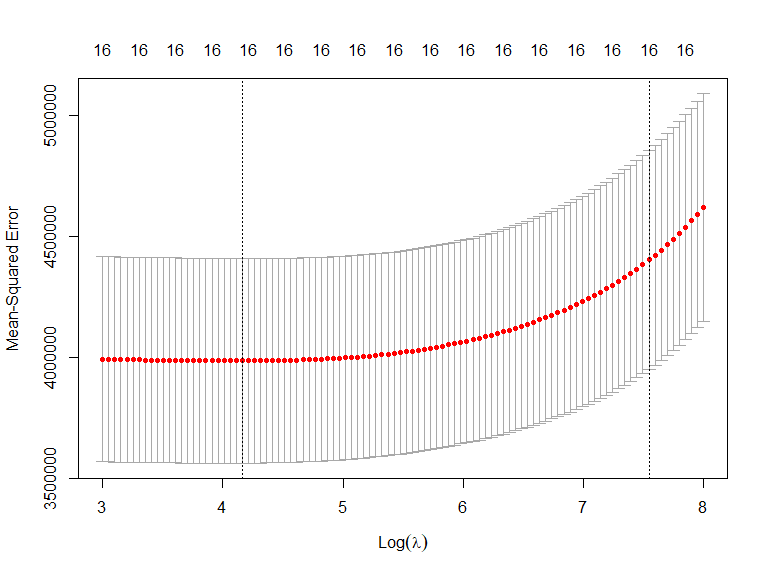 16 16 16 16 16 16 16 16 16 16 16 16 16 16 16 16 16
Mean-Squared Error
5000000
4500000
4000000
3500000
3 4 5 6 7 8
Log(λ)